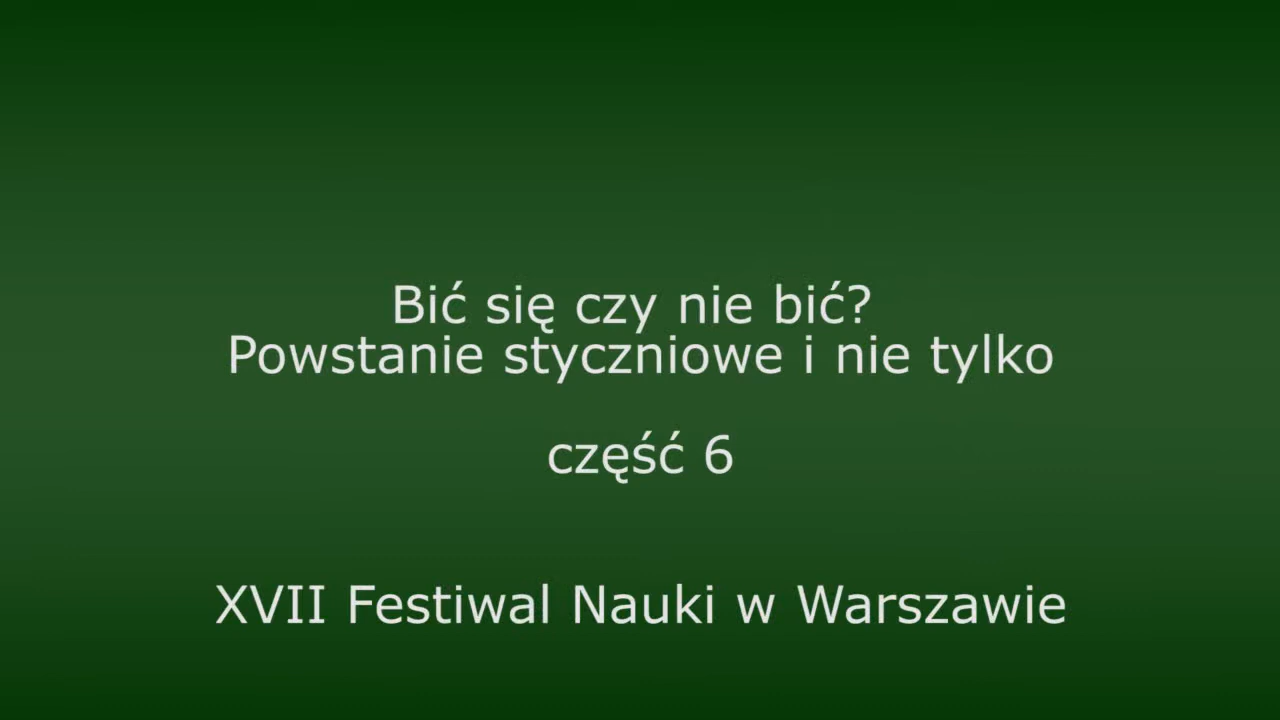 Bić się czy nie bić?
Powstanie styczniowe i nie tylko
część 6
XVII Festiwal Nauki w Warszawie